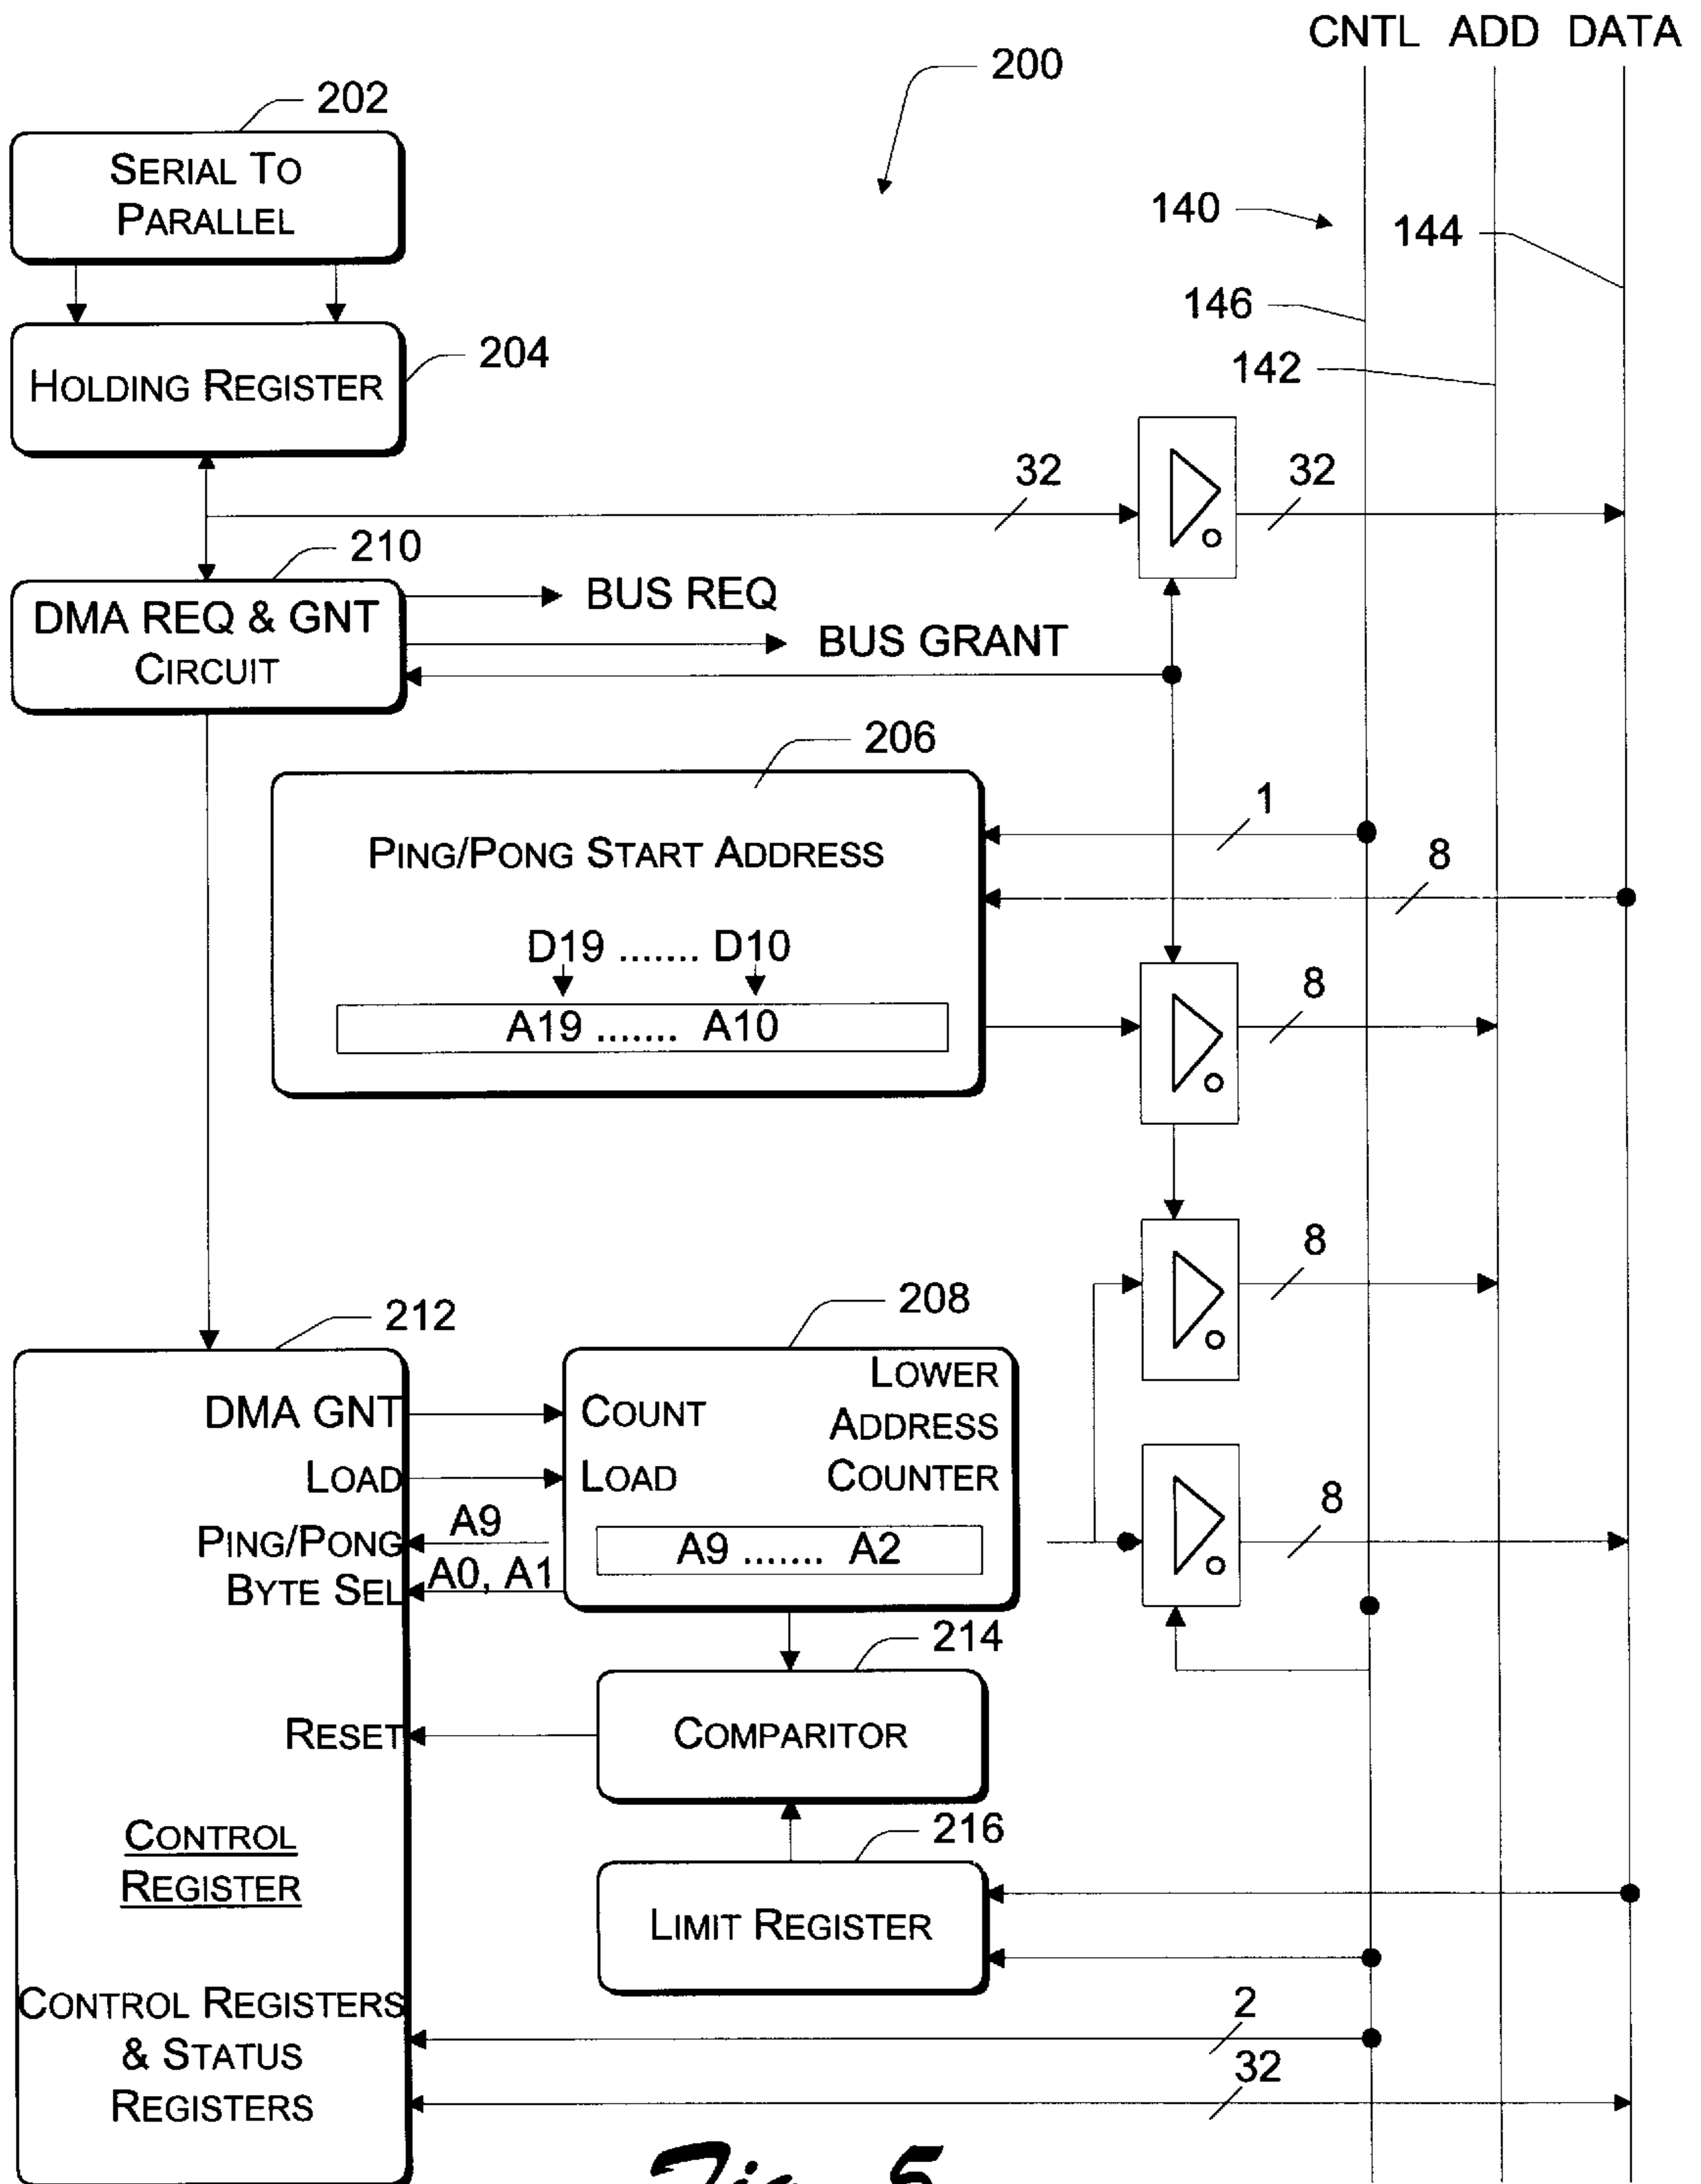 CNTL ADD DATA
200
202
SERIAL TO
PARALLEL
140
144
146
204
HOLDING REGISTER
142
32
32
210
DMA REQ & GNT
CIRCUIT
BUS REQ
BUS GRANT
206
1
PING/PONG START ADDRESS
8
D19 ....... D10
A19 ....... A10
8
8
212
208
LOWER
ADDRESS
COUNTER
DMA GNT
COUNT
LOAD
LOAD
8
PING/PONG
A9
A9 ....... A2
BYTE SEL
A0, A1
214
RESET
COMPARITOR
CONTROL
REGISTER
216
LIMIT REGISTER
CONTROL REGISTERS
& STATUS
REGISTERS
2
32
Fig. 5